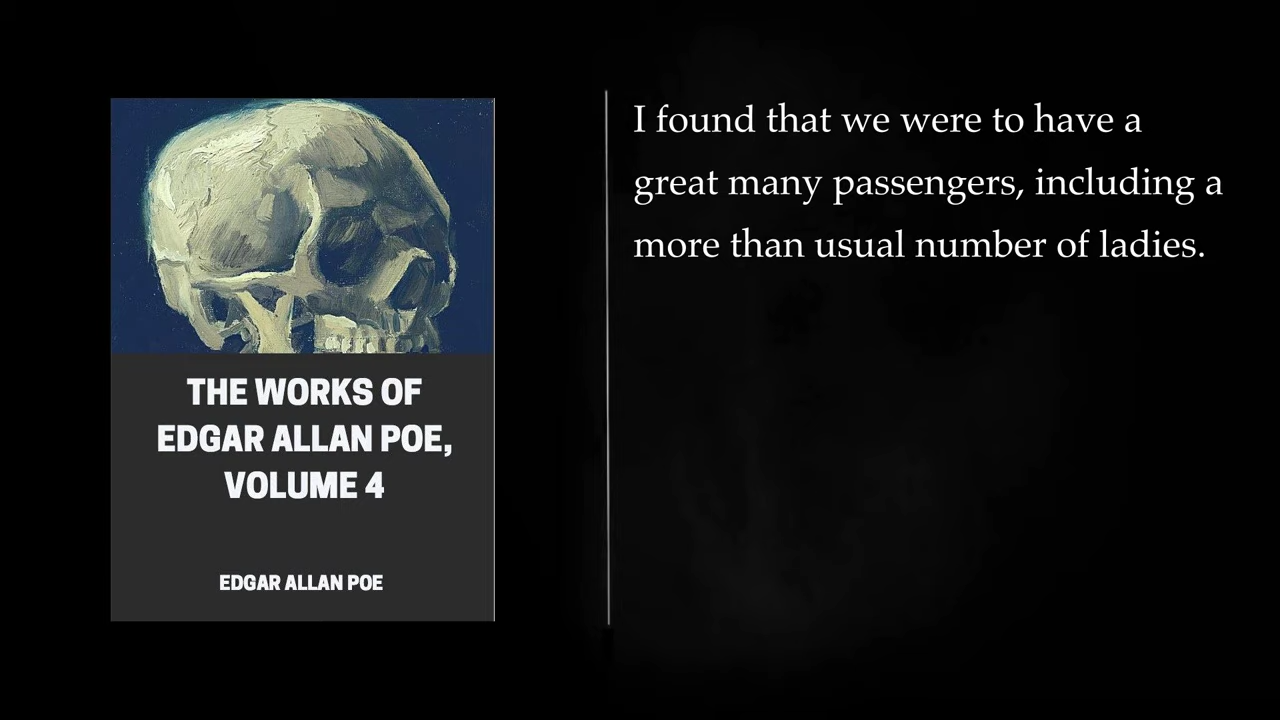 THE WORKS OF
EDGAR ALLAN POE,
VOLUME 4
EDGAR ALLAN POE
I found that we were to have a
great many passengers, including a
more than usual number of ladies.